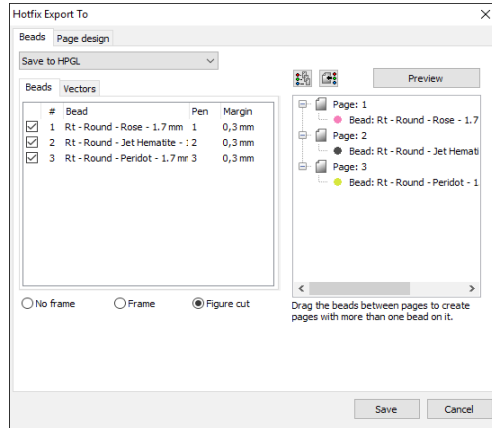 Hotfix Export To
Beads Page design
Save to HPGL
Preview
Beads Vectors
# Bead Pen Margin
1 Rt - Round - Rose - 1.7 mm 1 0,3 mm
2 Rt - Round - Jet Hematite - : 2 0,3 mm
3 Rt - Round - Peridot - 1.7 mr 3 0,3 mm
Page: 1
Bead: Rt - Round - Rose - 1.7
Page: 2
Bead: Rt - Round - Jet Hemati
Page: 3
Bead: Rt - Round - Peridot - 1
No frame Frame Figure cut
Drag the beads between pages to create
pages with more than one bead on it.
Save Cancel